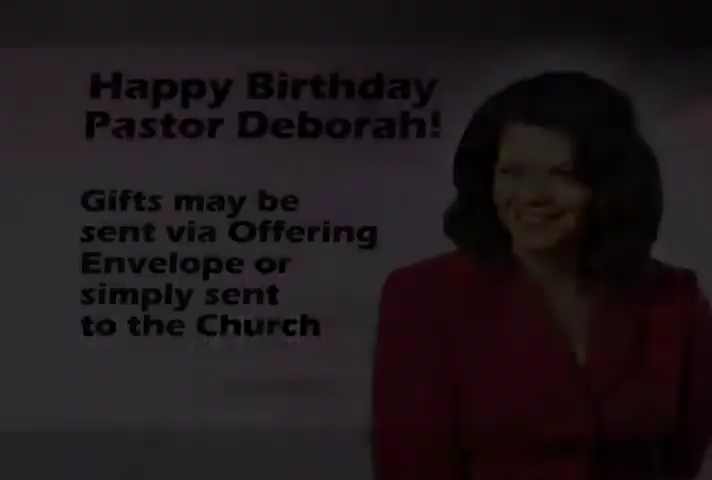 Happy Birthday
Pastor Deborah!
Gifts may be
sent via Offering
Envelope or
simply sent
to the Church